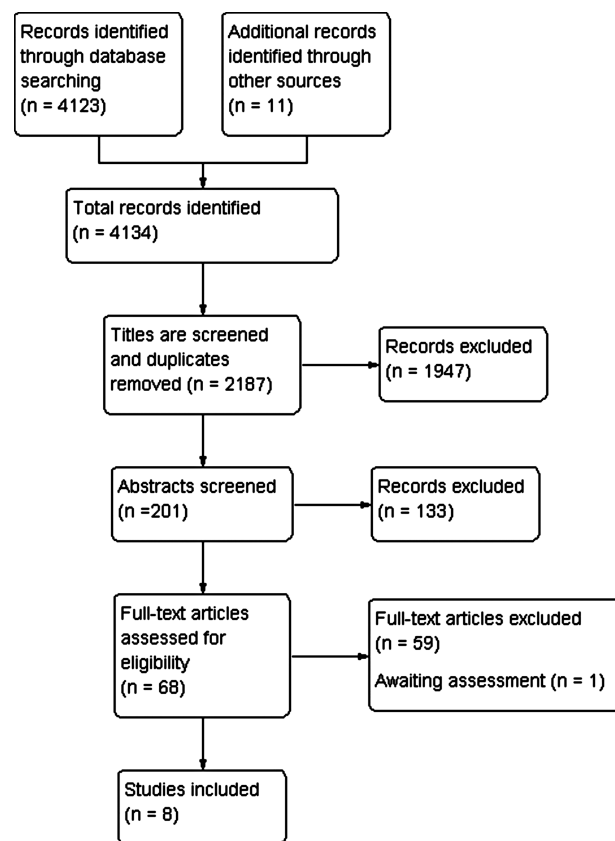 Records identified
through database
searching
(n = 4123)
Additional records
identified through
other sources
(n = 11)
Total records identified
(n = 4134)
Titles are screened
and duplicates
removed (n = 2187)
Records excluded
(n = 1947)
Abstracts screened
(n =201)
Records excluded
(n = 133)
Full-text articles
assessed for
eligibility
(n = 68)
Full-text articles excluded
(n = 59)
Awaiting assessment (n = 1)
Studies included
(n = 8)